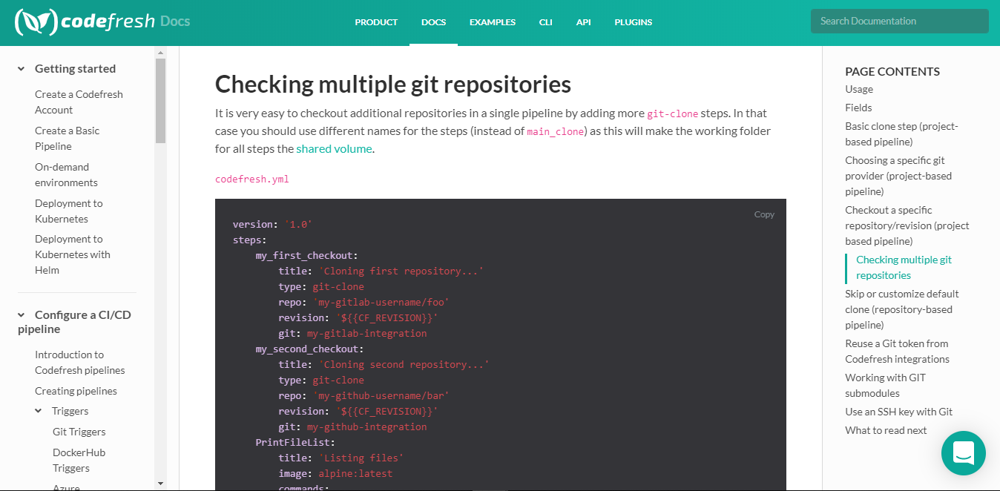 codefresh Docs
PRODUCT DOCS EXAMPLES CLI API PLUGINS
Search Documentation
Getting started
Create a Codefresh
Account
Create a Basic
Pipeline
On-demand
environments
Deployment to
Kubernetes
Deployment to
Kubernetes with
Helm
Configure a CI/CD
pipeline
Introduction to
Codefresh pipelines
Creating pipelines
Triggers
Git Triggers
DockerHub
Triggers
Azure
Checking multiple git repositories
It is very easy to checkout additional repositories in a single pipeline by adding more git-clone steps. In that
case you should use different names for the steps (instead of main_clone) as this will make the working folder
for all steps the shared volume.
codefresh.yml
Copy
version: '1.0'
steps:
my_first_checkout:
title: 'Cloning first repository...'
type: git-clone
repo: 'my-gitlab-username/foo'
revision: '${{CF_REVISION}}'
git: my-gitlab-integration
my_second_checkout:
title: 'Cloning second repository...'
type: git-clone
repo: 'my-github-username/bar'
revision: '${{CF_REVISION}}'
git: my-github-integration
PrintFileList:
title: 'Listing files'
image: alpine:latest
commands:
PAGE CONTENTS
Usage
Fields
Basic clone step (project-
based pipeline)
Choosing a specific git
provider (project-based
pipeline)
Checkout a specific
repository/revision (project
based pipeline)
Checking multiple git
repositories
Skip or customize default
clone (repository-based
pipeline)
Reuse a Git token from
Codefresh integrations
Working with GIT
submodules
Use an SSH key with Git
What to read next